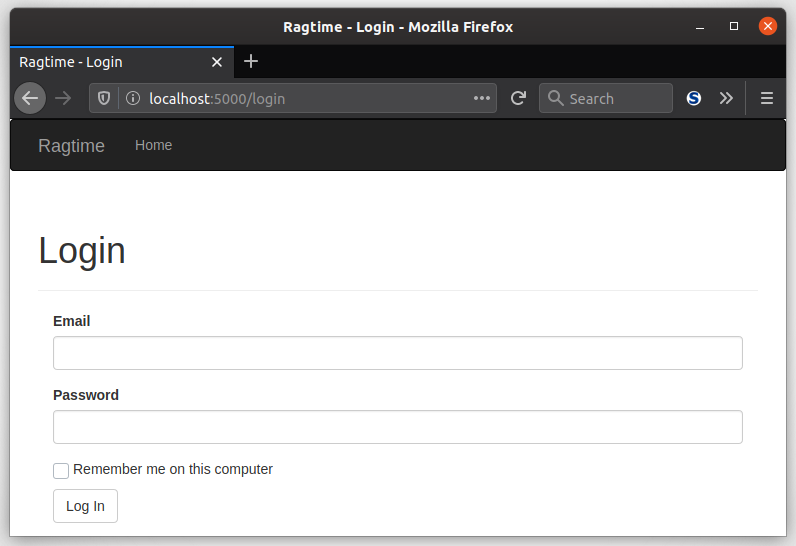 Ragtime - Login - Mozilla Firefox
Ragtime - Login
localhost:5000/login
Search
S
Ragtime Home
Login
Email
Password
Remember me on this computer
Log In